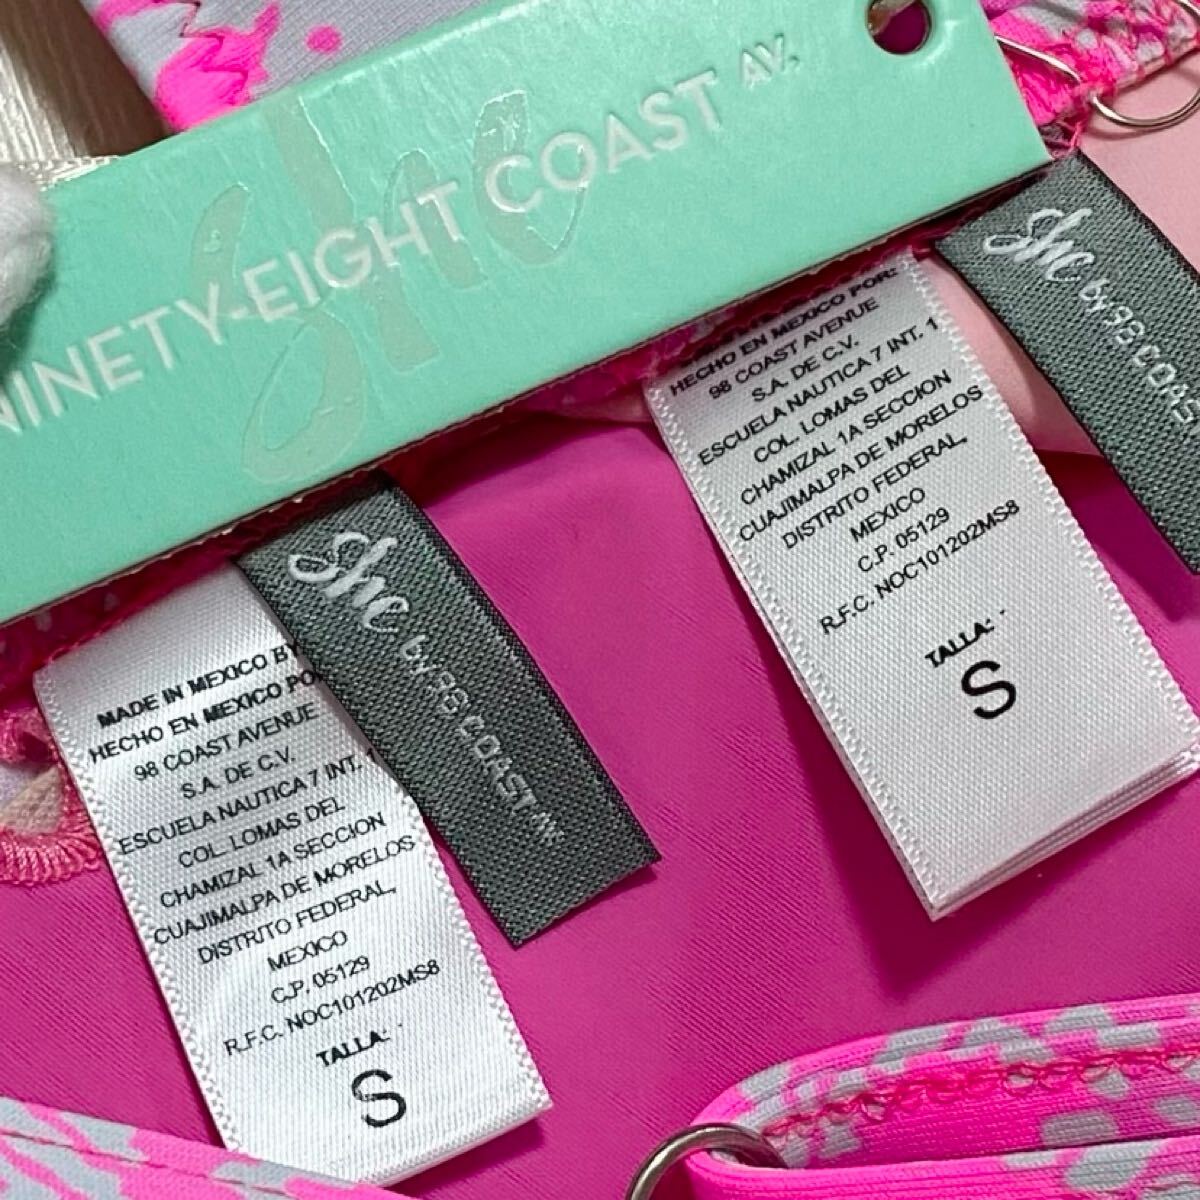 NINETY-EIGHT COAST AV.
She
She by 98 COAST AV.
MADE IN MEXICO BY
HECHO EN MEXICO
98 COAST AVENUE
S.A. DE C.V.
ESCUELA NAUTICA 7 INT. 1
COL. LOMAS DEL
CHAMIZAL 1A SECCION
CUAJIMALPA DE MORELOS
DISTRITO FEDERAL,
MEXICO
C.P. 05129
R.F.C. NOC101202MS8
TALLA:
S
She by 98 COAST
HECHO EN MEXICO POR:
98 COAST AVENUE
S.A. DE C.V.
ESCUELA NAUTICA 7 INT. 1
COL. LOMAS DEL
CHAMIZAL 1A SECCION
CUAJIMALPA DE MORELOS
DISTRITO FEDERAL,
MEXICO
C.P. 05129
R.F.C. NOC101202MS8
TALLA:
S